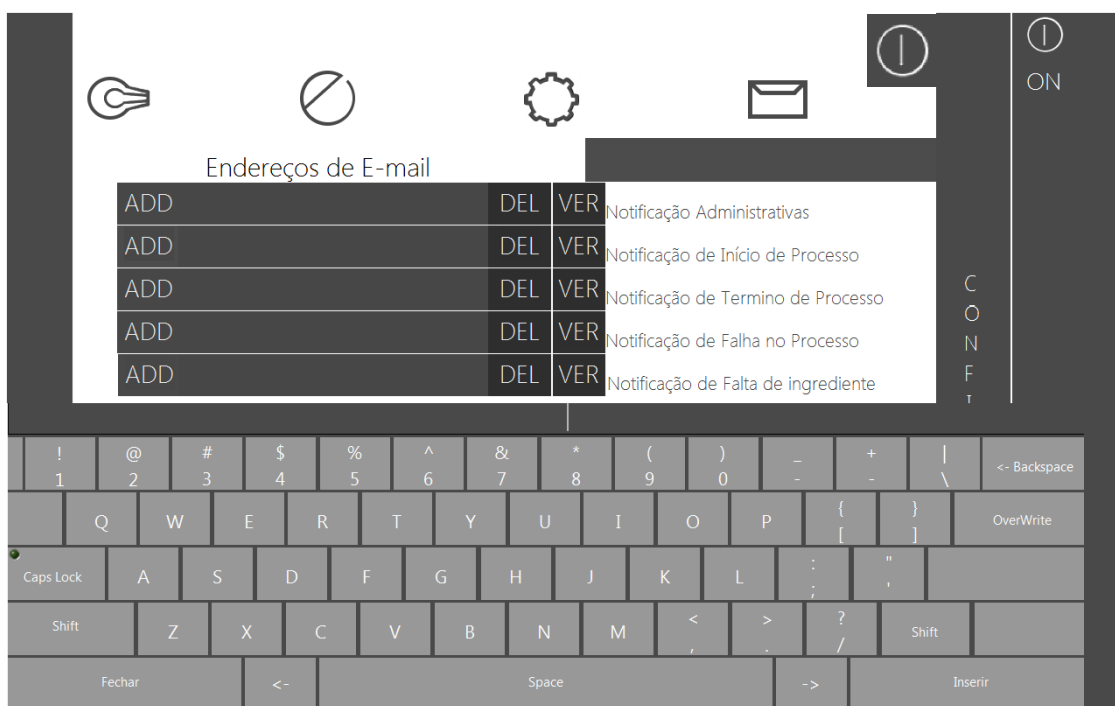 ON
Endereços de E-mail
ADD DEL VER Notificação Administrativas
ADD DEL VER Notificação de Início de Processo
ADD DEL VER Notificação de Termino de Processo
ADD DEL VER Notificação de Falha no Processo
ADD DEL VER Notificação de Falta de ingrediente
C
O
N
F
I
! @ # $ % ^ & * ( ) _ + |
1 2 3 4 5 6 7 8 9 0 - - \ <- Backspace
Q W E R T Y U I O P { } OverWrite
[ ]
Caps Lock A S D F G H J K L : "
; '
Shift Z X C V B N M < > ? Shift
, . /
Fechar <- Space -> Inserir